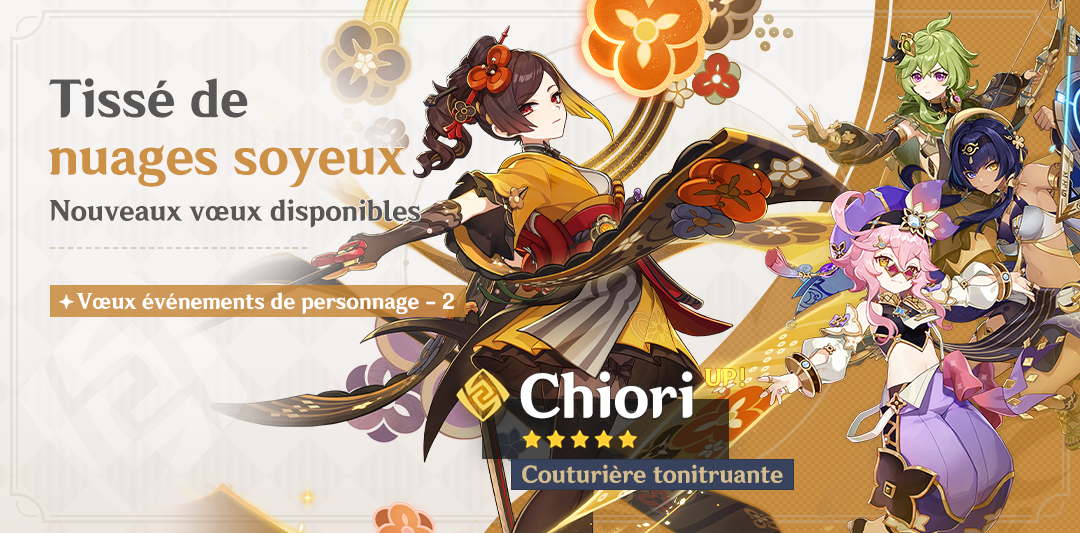 Tissé de
nuages soyeux
Nouveaux vœux disponibles
Vœux événements de personnage - 2
Chiori UP!
Couturière tonitruante